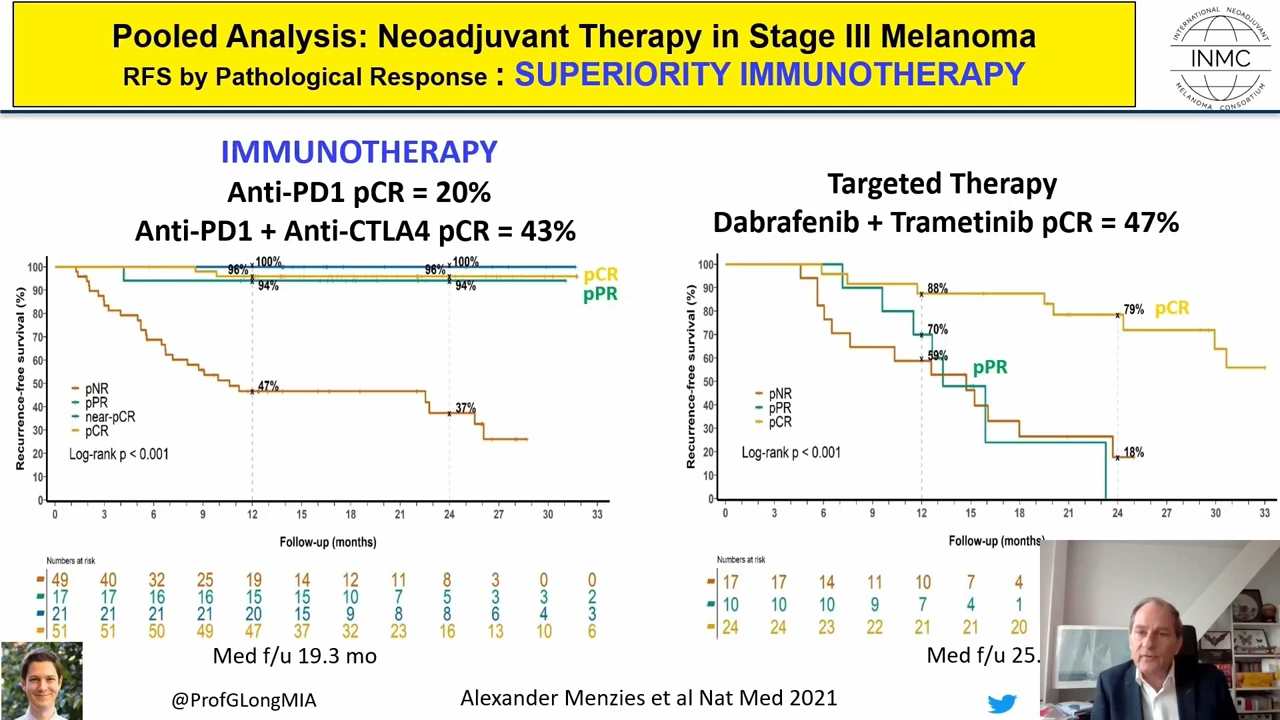 Pooled Analysis: Neoadjuvant Therapy in Stage III Melanoma
RFS by Pathological Response : SUPERIORITY IMMUNOTHERAPY
INTERNATIONAL NEOADJUVANT
INMC
MELANOMA CONSORTIUM
IMMUNOTHERAPY
Anti-PD1 pCR = 20%
Anti-PD1 + Anti-CTLA4 pCR = 43%
Recurrence-free survival (%)
100
90
80
70
60
50
40
30
20
10
0
96% 100% 94%
96% 100% 94%
pCR
pPR
47%
37%
pNR
pPR
near-pCR
pCR
Log-rank p < 0.001
0 3 6 9 12 15 18 21 24 27 30 33
Follow-up (months)
Numbers at risk
49 40 32 25 19 14 12 11 8 3 0 0
17 17 16 16 15 15 10 7 5 3 3 2
21 21 21 21 20 15 9 8 8 6 4 3
51 51 50 49 47 37 32 23 16 13 10 6
Med f/u 19.3 mo
Targeted Therapy
Dabrafenib + Trametinib pCR = 47%
Recurrence-free survival (%)
100
90
80
70
60
50
40
30
20
10
0
88%
79%
pCR
70%
59%
pPR
18%
pNR
pPR
pCR
Log-rank p < 0.001
0 3 6 9 12 15 18 21 24 27 30 33
Follow-up (months)
Numbers at risk
17 17 14 11 10 7 4
10 10 10 9 7 4 1
24 24 23 22 21 21 20
Med f/u 25.
@ProfGLongMIA
Alexander Menzies et al Nat Med 2021